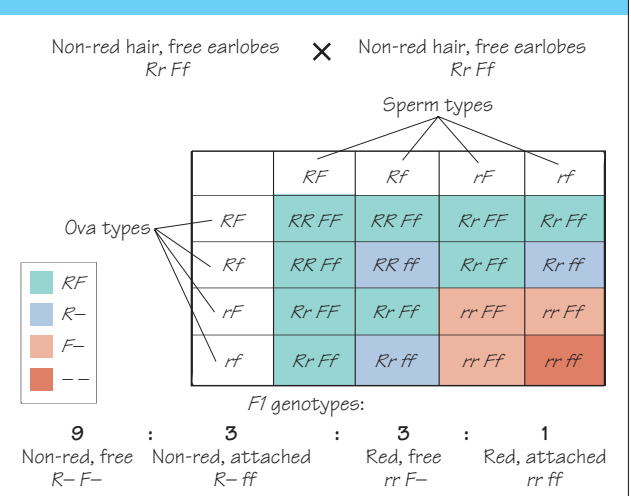 Non-red hair, free earlobes × Non-red hair, free earlobes
Rr Ff Rr Ff
Sperm types
RF Rf rF rf
Ova types
RF RR FF RR Ff Rr FF Rr Ff
Rf RR Ff RR ff Rr Ff Rr ff
rF Rr FF Rr Ff rr FF rr Ff
rf Rr Ff Rr ff rr Ff rr ff
RF
R–
F–
– –
F1 genotypes:
9 : 3 : 3 : 1
Non-red, free Non-red, attached Red, free Red, attached
R– F– R– ff rr F– rr ff